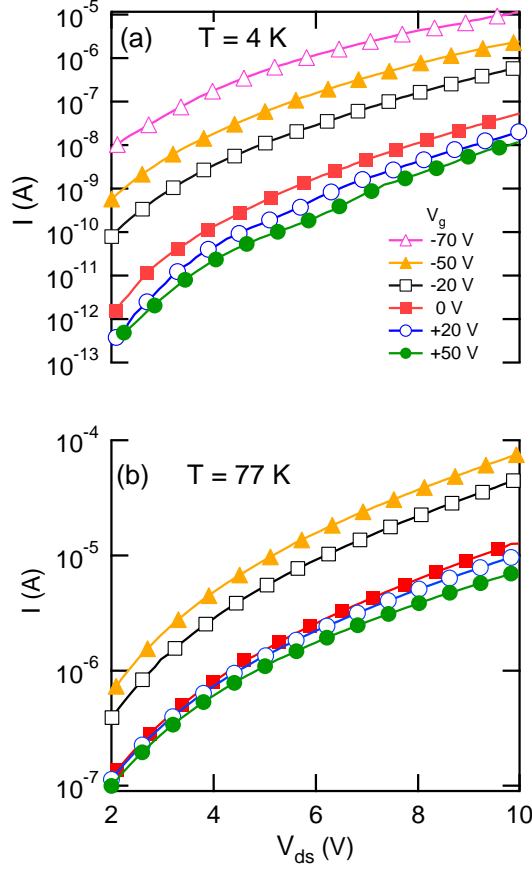 (a) T = 4 K
I (A)
10⁻⁵
10⁻⁶
10⁻⁷
10⁻⁸
10⁻⁹
10⁻¹⁰
10⁻¹¹
10⁻¹²
10⁻¹³
Vg
-70 V
-50 V
-20 V
0 V
+20 V
+50 V
(b) T = 77 K
I (A)
10⁻⁴
10⁻⁵
10⁻⁶
10⁻⁷
2 4 6 8 10
Vds (V)